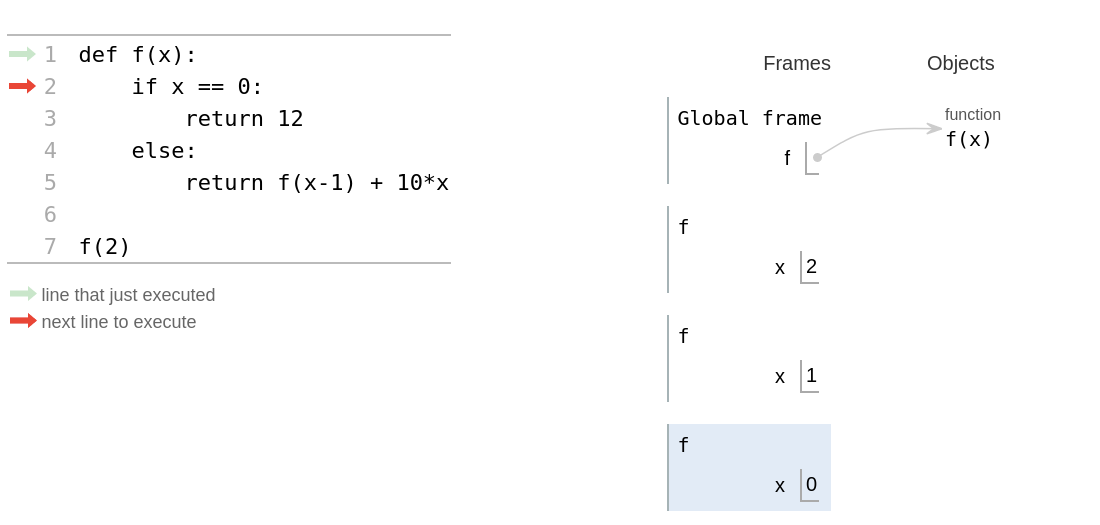 1 def f(x):
2     if x == 0:
3         return 12
4     else:
5         return f(x-1) + 10*x
6
7 f(2)
line that just executed
next line to execute
Frames Objects
Global frame
f
function
f(x)
f
x 2
f
x 1
f
x 0